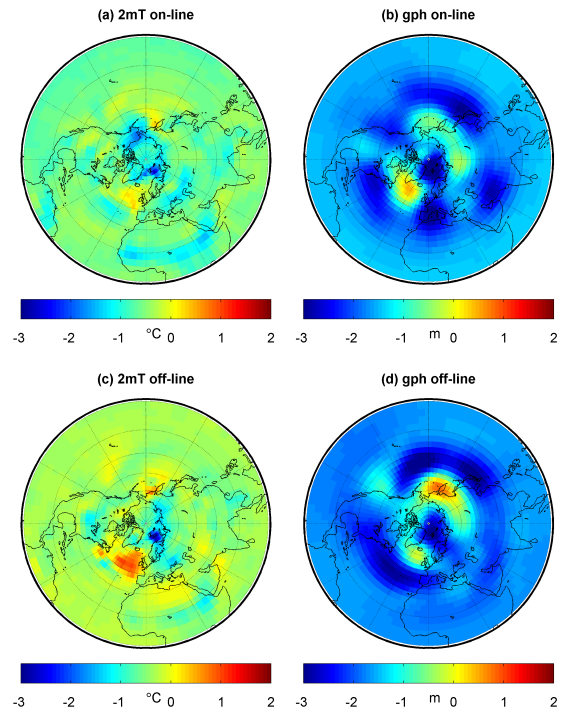 (a) 2mT on-line
(b) gph on-line
-3 -2 -1 °C 0 1 2
-3 -2 -1 m 0 1 2
(c) 2mT off-line
(d) gph off-line
-3 -2 -1 °C 0 1 2
-3 -2 -1 m 0 1 2